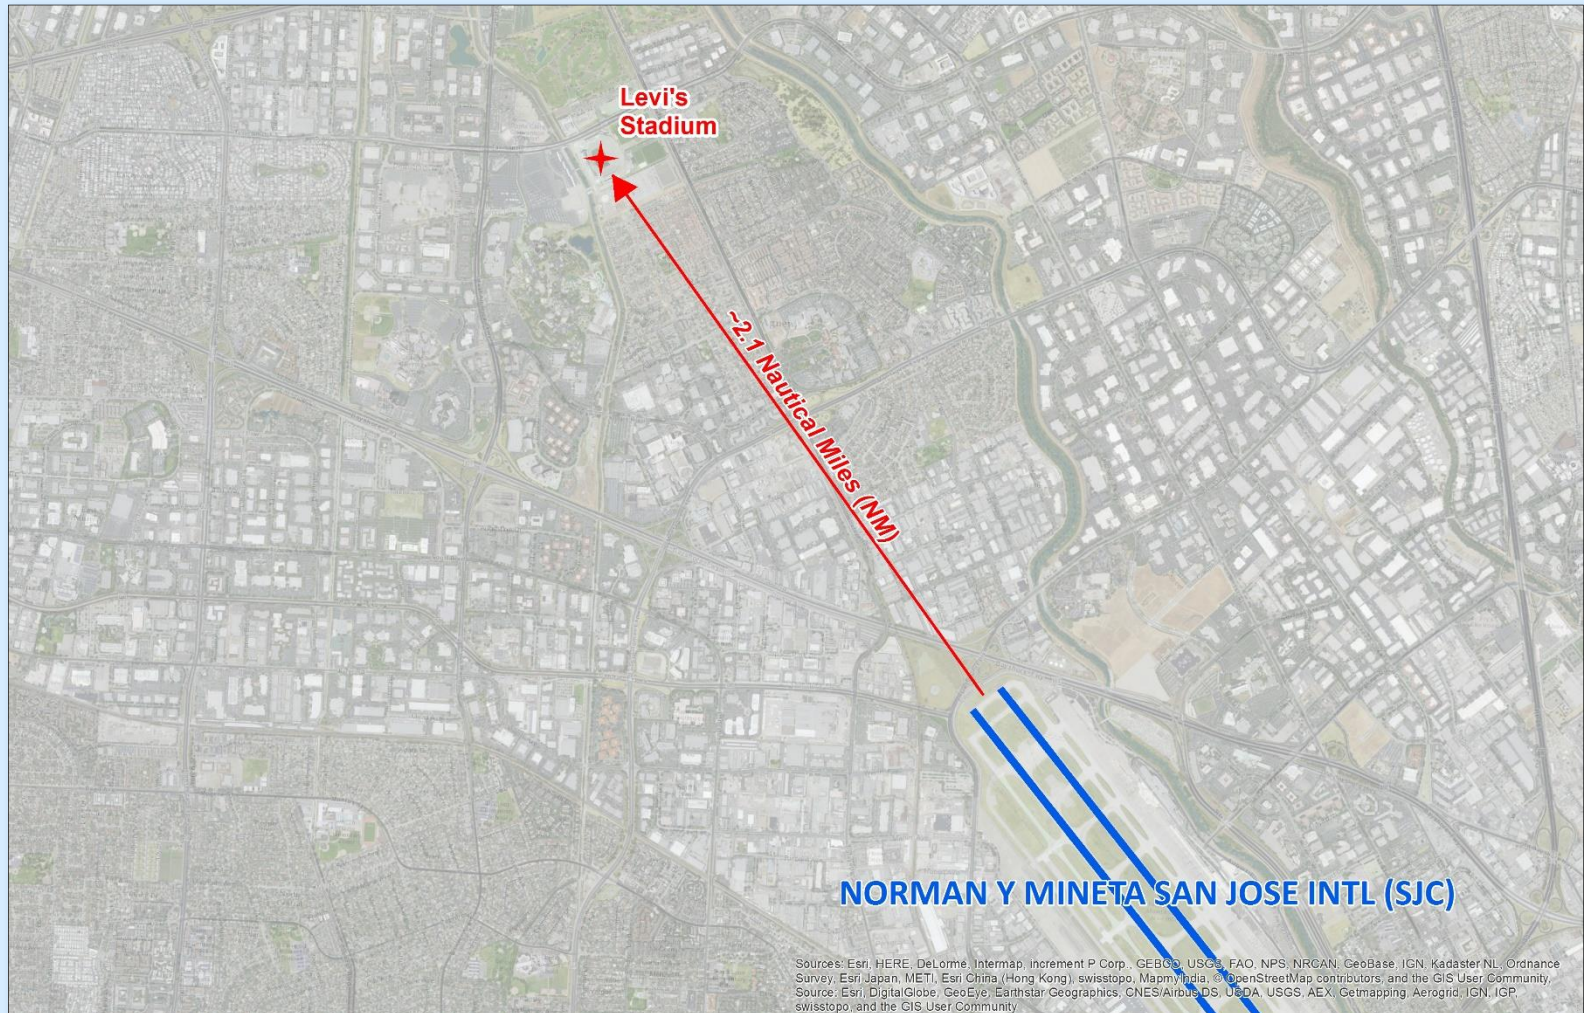 Levi's
Stadium
~2.1 Nautical Miles (NM)
NORMAN Y MINETA SAN JOSE INTL (SJC)
Sources: Esri, HERE, DeLorme, Intermap, increment P Corp., GEBCO, USGS, FAO, NPS, NRCAN, GeoBase, IGN, Kadaster NL, Ordnance
Survey, Esri Japan, METI, Esri China (Hong Kong), swisstopo, MapmyIndia, © OpenStreetMap contributors, and the GIS User Community,
Source: Esri, DigitalGlobe, GeoEye, Earthstar Geographics, CNES/Airbus DS, USDA, USGS, AEX, Getmapping, Aerogrid, IGN, IGP,
swisstopo, and the GIS User Community